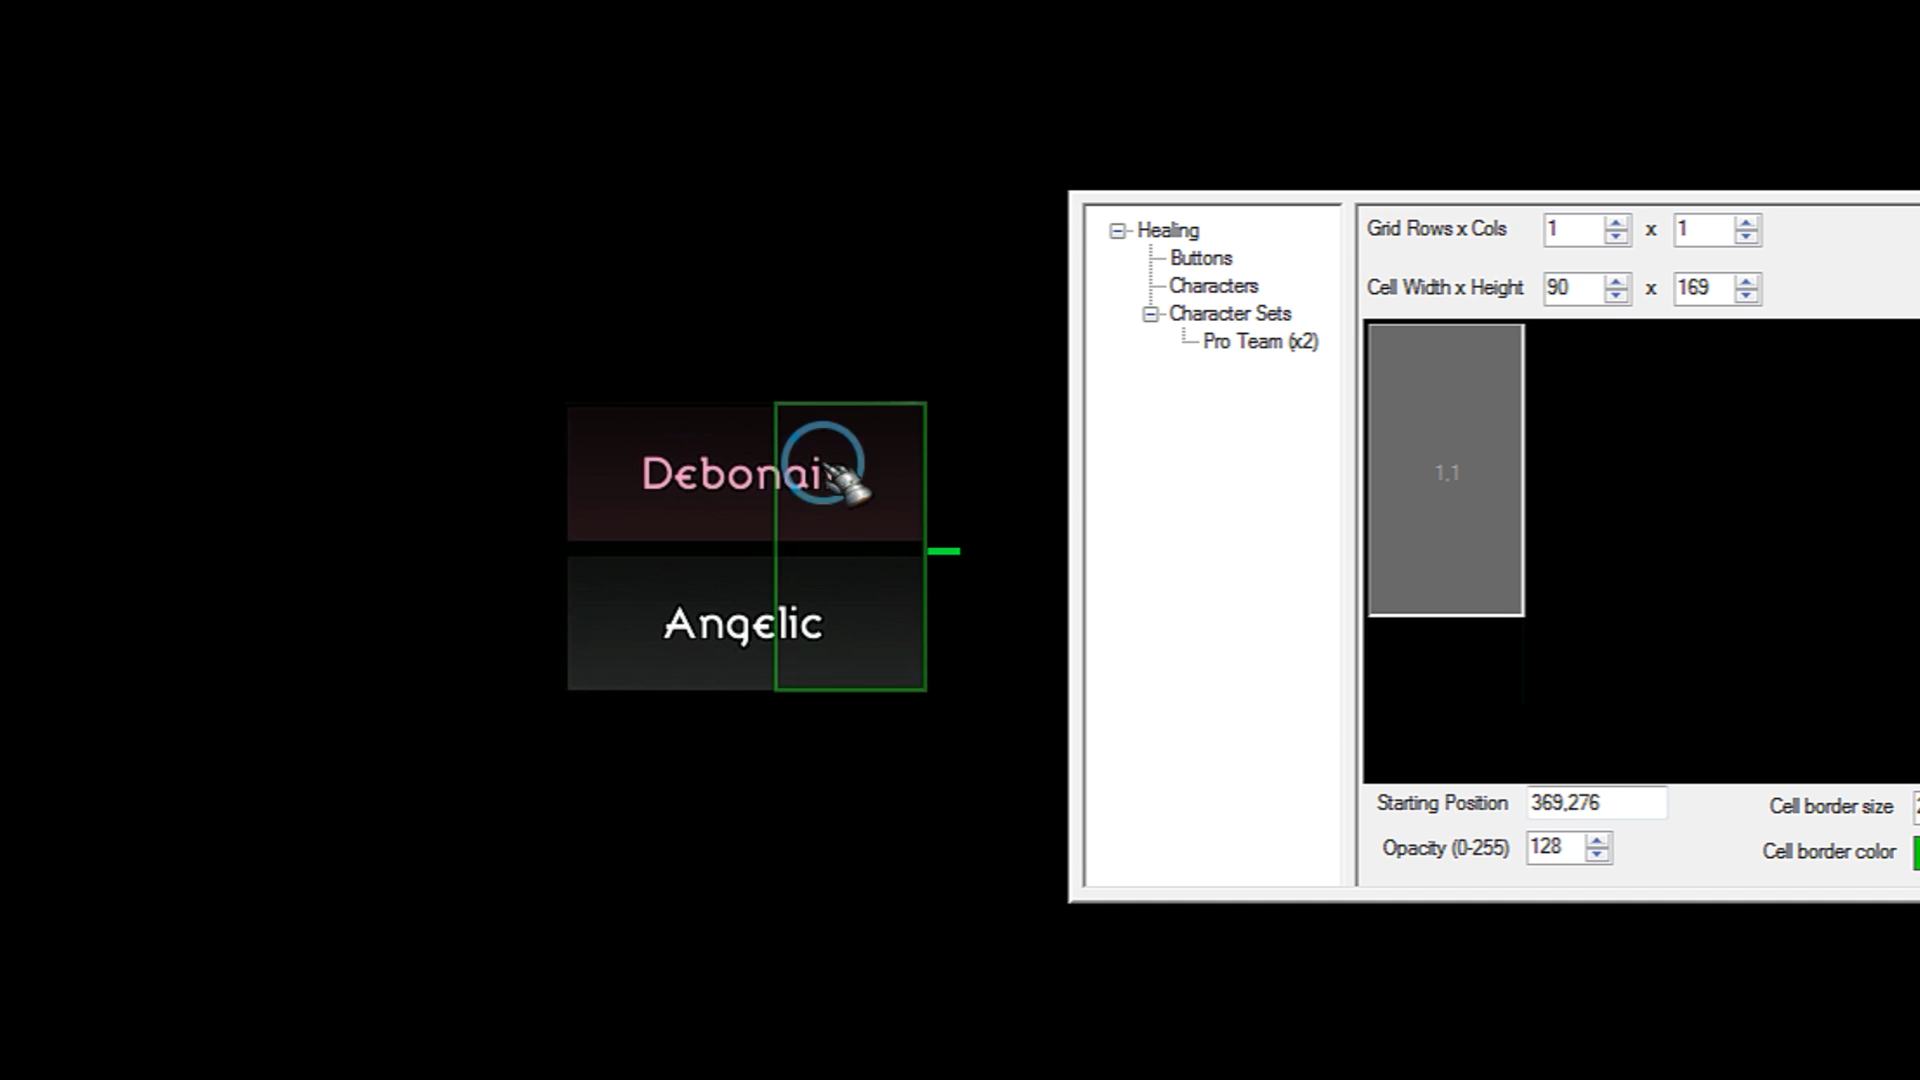 Healing
Buttons
Characters
Character Sets
Pro Team (x2)
Grid Rows x Cols 1 x 1
Cell Width x Height 90 x 169
1,1
Starting Position 369,276
Cell border size
Opacity (0-255) 128
Cell border color
Angelic